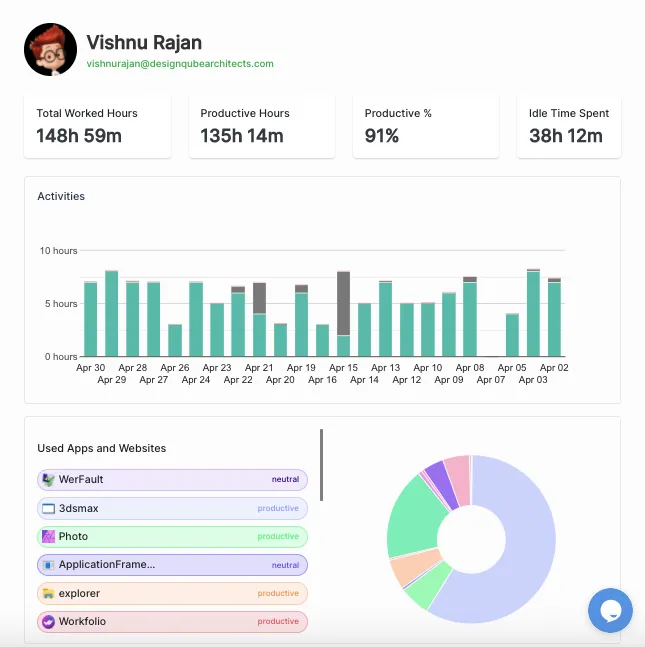 Vishnu Rajan
vishnurajan@designqubearchitects.com
Total Worked Hours
148h 59m
Productive Hours
135h 14m
Productive %
91%
Idle Time Spent
38h 12m
Activities
10 hours
5 hours
0 hours
Apr 30 Apr 28 Apr 26 Apr 23 Apr 21 Apr 19 Apr 15 Apr 13 Apr 10 Apr 08 Apr 05 Apr 02
Apr 29 Apr 27 Apr 24 Apr 22 Apr 20 Apr 16 Apr 14 Apr 12 Apr 09 Apr 07 Apr 03
Used Apps and Websites
WerFault neutral
3dsmax productive
Photo productive
ApplicationFrame... neutral
explorer productive
Workfolio productive